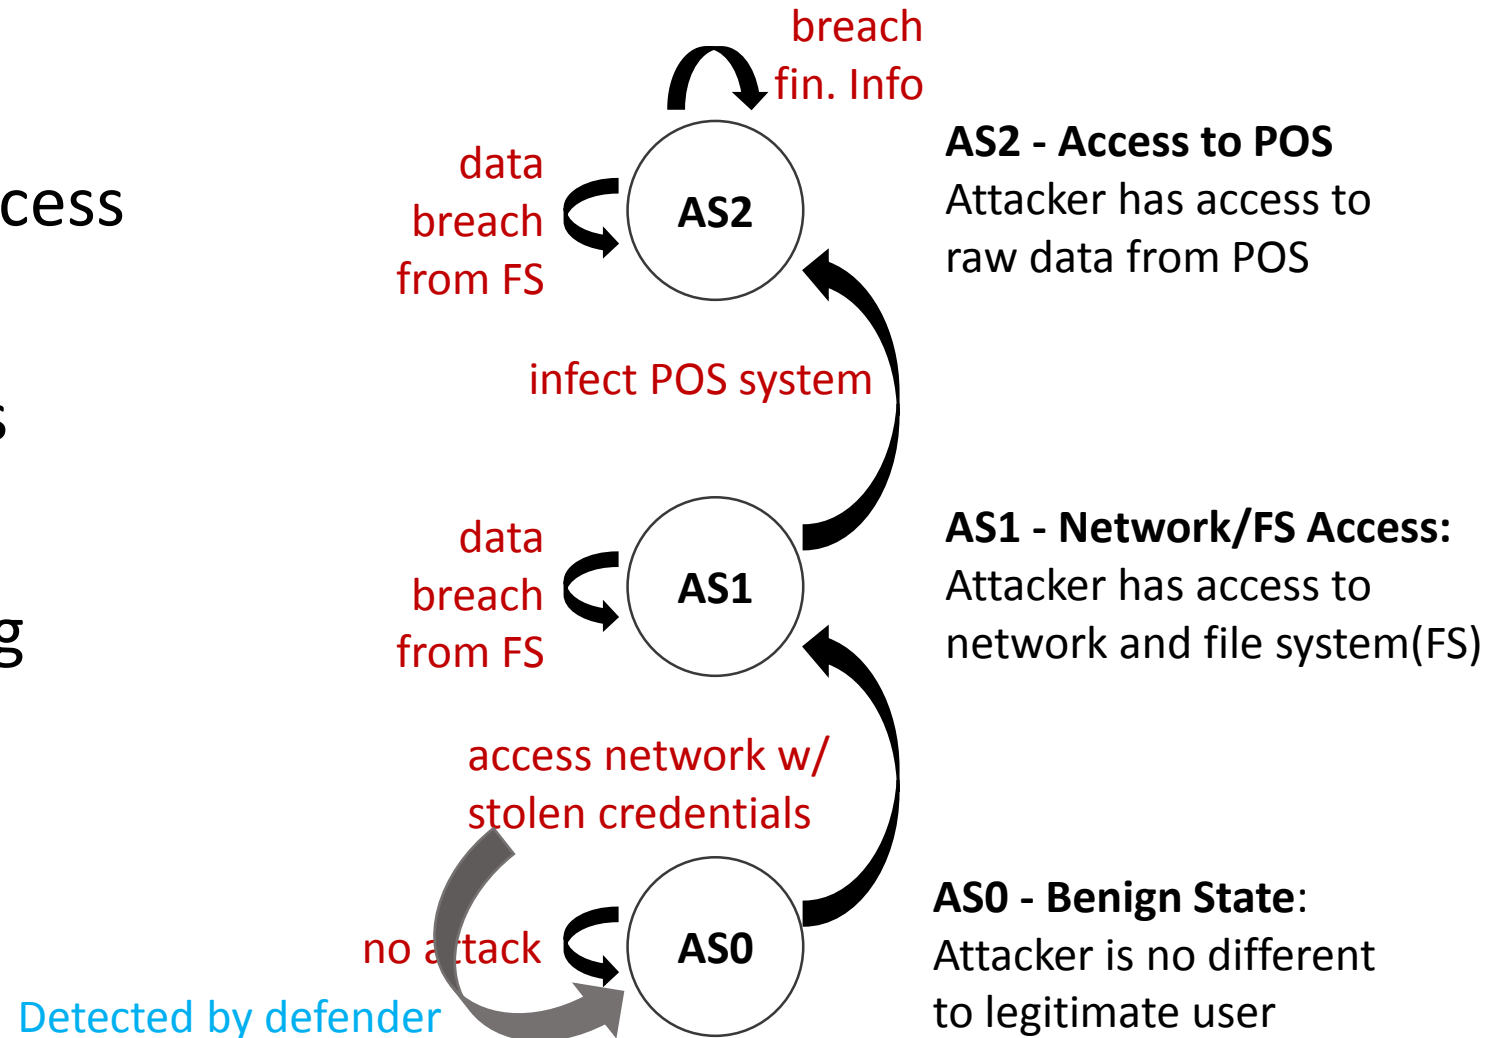 breach
fin. Info
AS2 - Access to POS
Attacker has access to
raw data from POS
data
breach
from FS
AS2
cess
infect POS system
s
AS1 - Network/FS Access:
Attacker has access to
network and file system(FS)
data
breach
from FS
AS1
g
access network w/
stolen credentials
AS0 - Benign State:
Attacker is no different
to legitimate user
no attack
AS0
Detected by defender